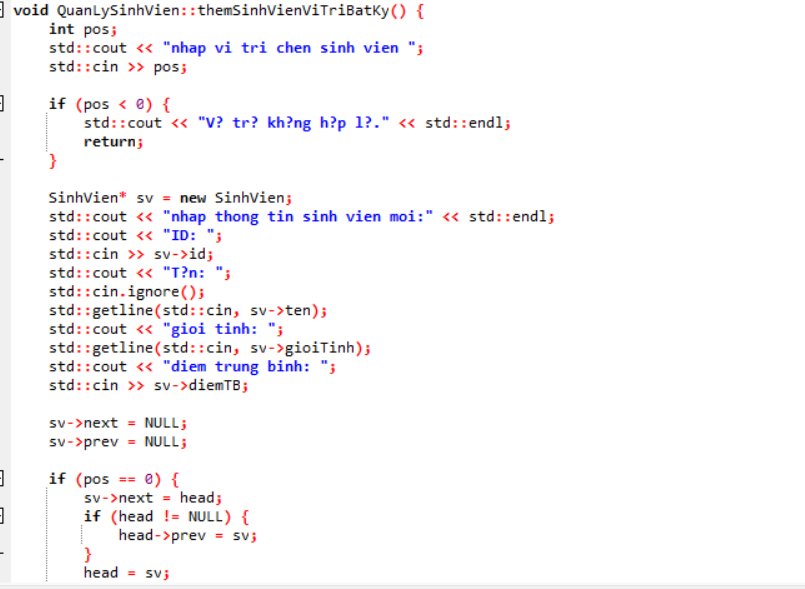 void QuanLySinhVien::themSinhVienViTriBatKy() {
    int pos;
    std::cout << "nhap vi tri chen sinh vien ";
    std::cin >> pos;

    if (pos < 0) {
        std::cout << "V? tr? kh?ng h?p l?." << std::endl;
        return;
    }

    SinhVien* sv = new SinhVien;
    std::cout << "nhap thong tin sinh vien moi:" << std::endl;
    std::cout << "ID: ";
    std::cin >> sv->id;
    std::cout << "T?n: ";
    std::cin.ignore();
    std::getline(std::cin, sv->ten);
    std::cout << "gioi tinh: ";
    std::getline(std::cin, sv->gioiTinh);
    std::cout << "diem trung binh: ";
    std::cin >> sv->diemTB;

    sv->next = NULL;
    sv->prev = NULL;

    if (pos == 0) {
        sv->next = head;
        if (head != NULL) {
            head->prev = sv;
        }
        head = sv;